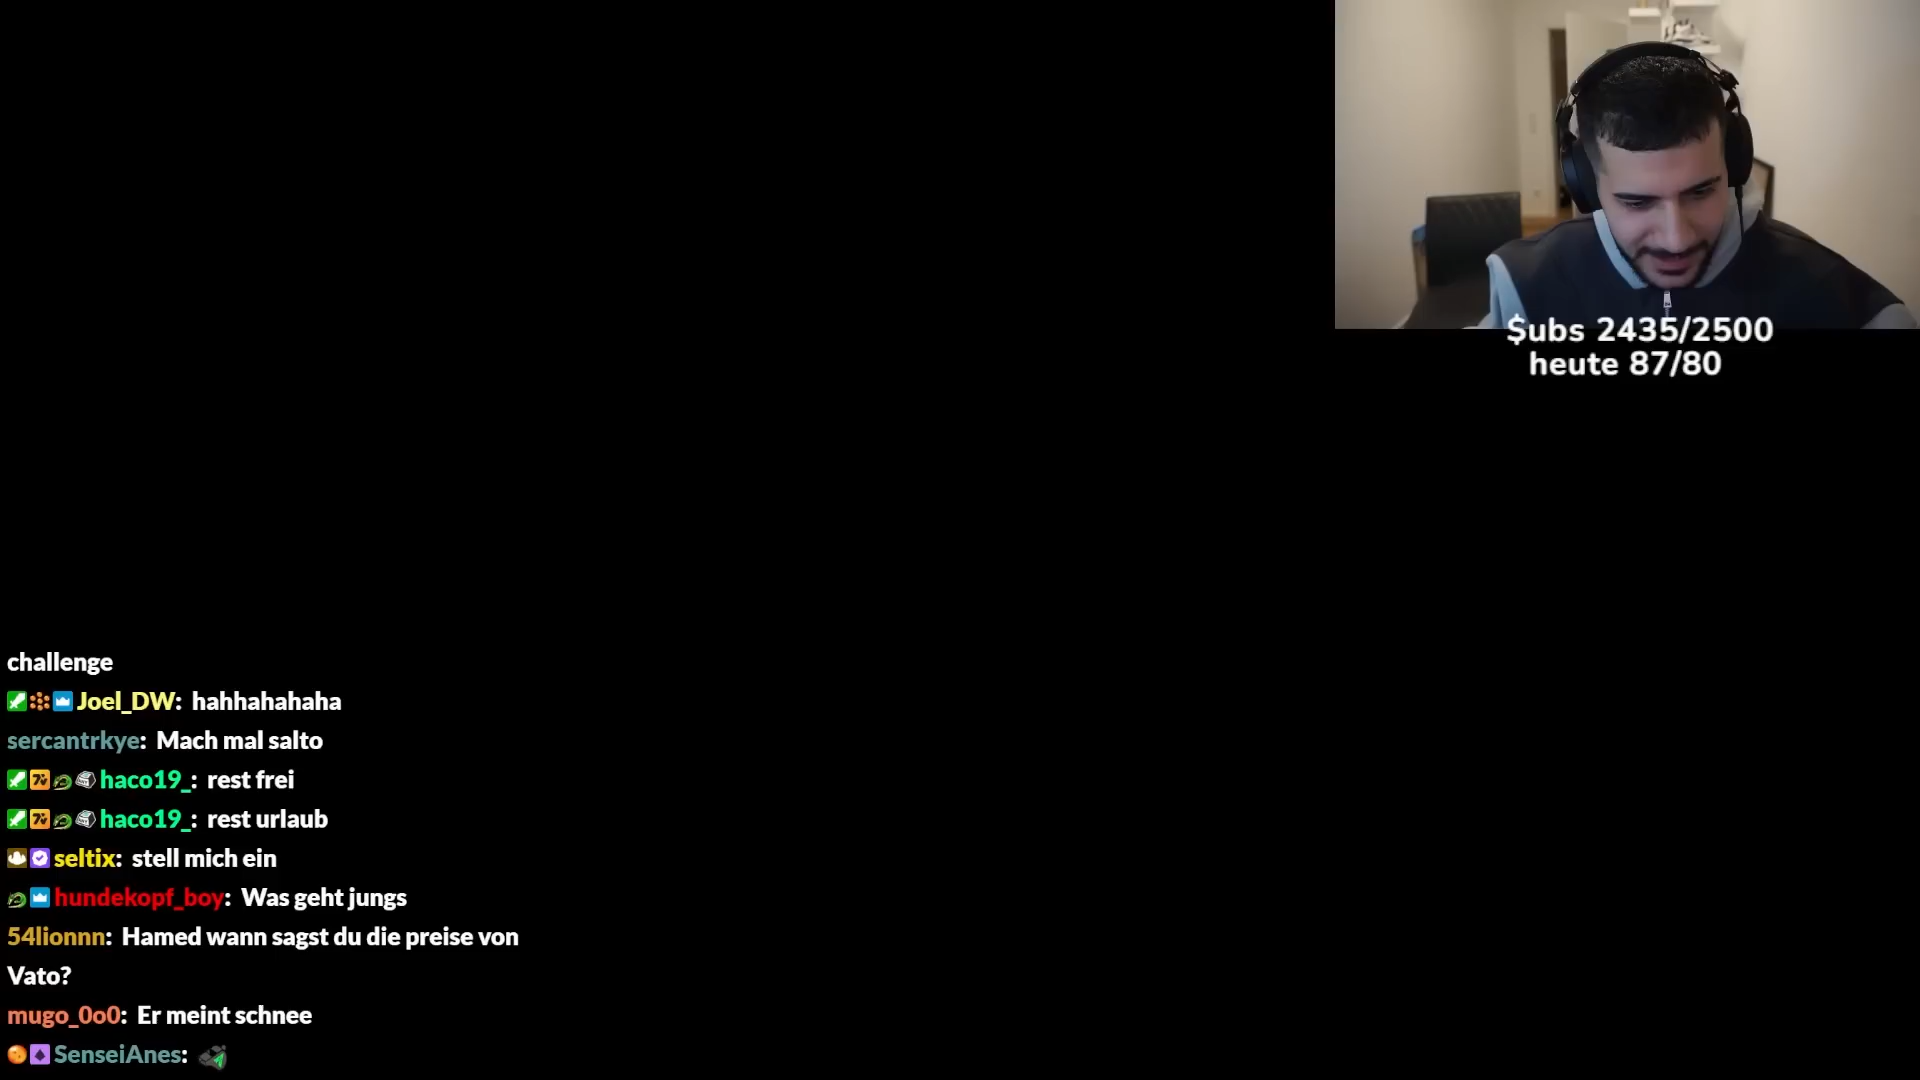 $ubs 2435/2500
heute 87/80
challenge
Joel_DW: hahhahahaha
sercantrkye: Mach mal salto
haco19_: rest frei
haco19_: rest urlaub
seltix: stell mich ein
hundekopf_boy: Was geht jungs
54lionnn: Hamed wann sagst du die preise von
Vato?
mugo_0o0: Er meint schnee
SenseiAnes: